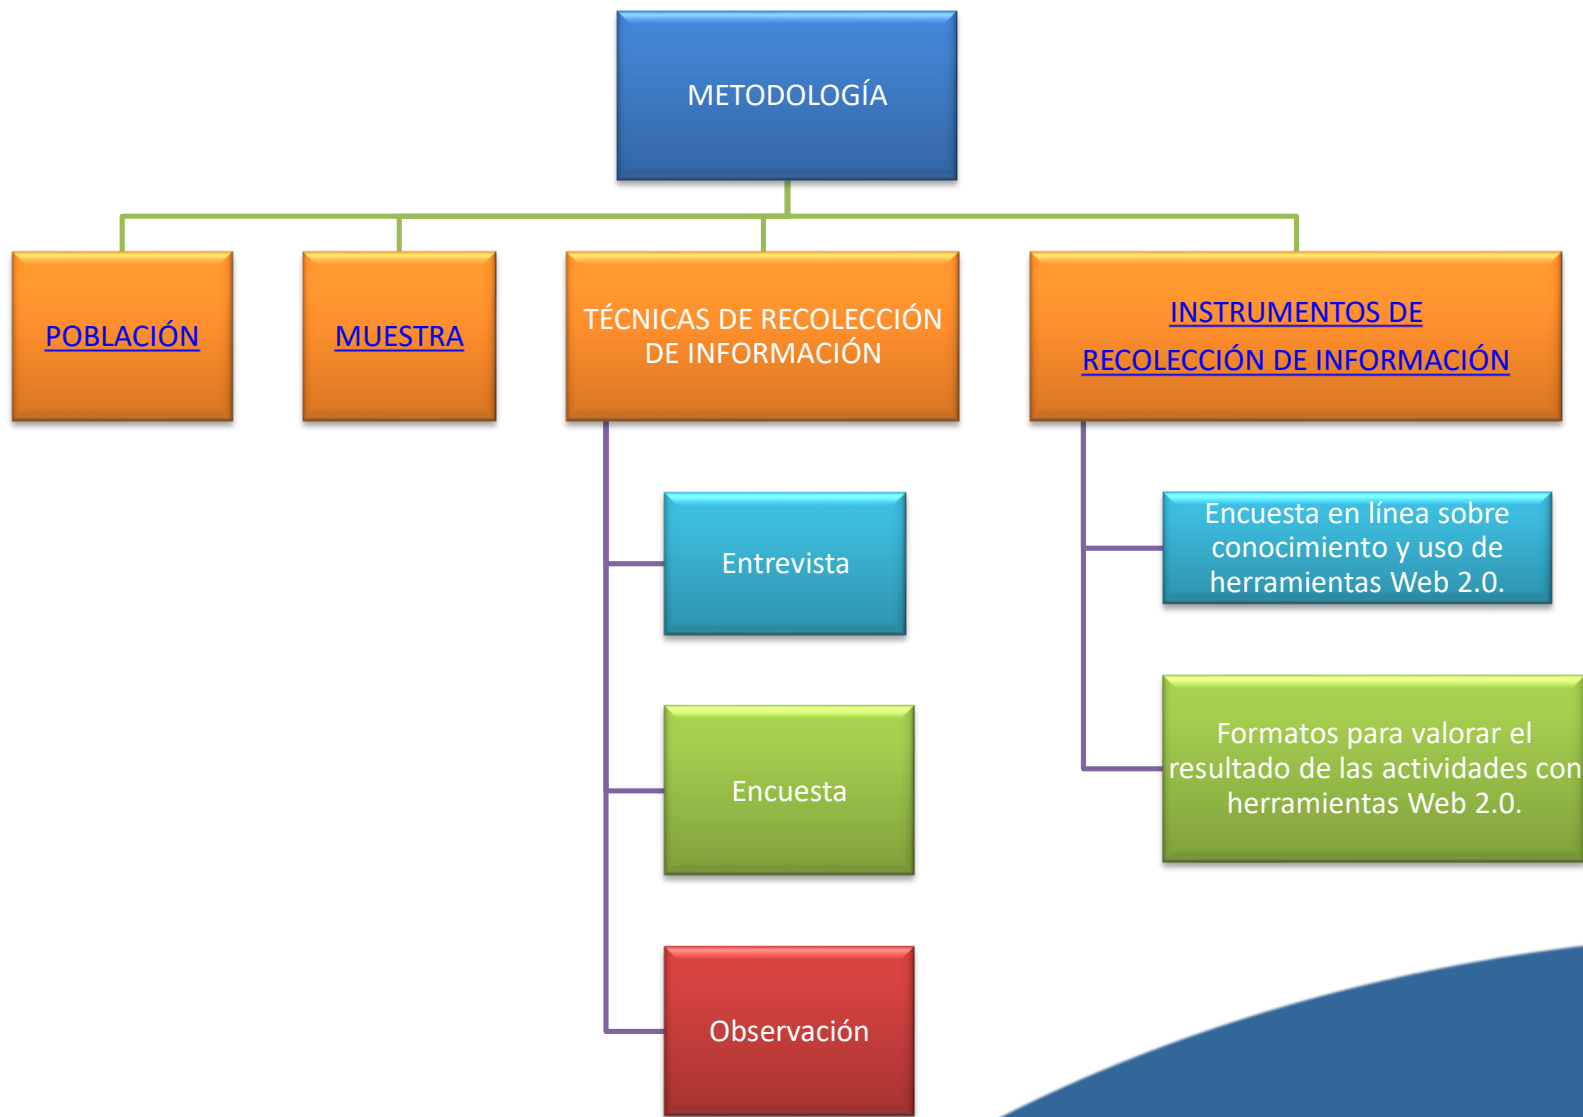 METODOLOGÍA
POBLACIÓN
MUESTRA
TÉCNICAS DE RECOLECCIÓN
DE INFORMACIÓN
INSTRUMENTOS DE
RECOLECCIÓN DE INFORMACIÓN
Entrevista
Encuesta
Observación
Encuesta en línea sobre
conocimiento y uso de
herramientas Web 2.0.
Formatos para valorar el
resultado de las actividades con
herramientas Web 2.0.